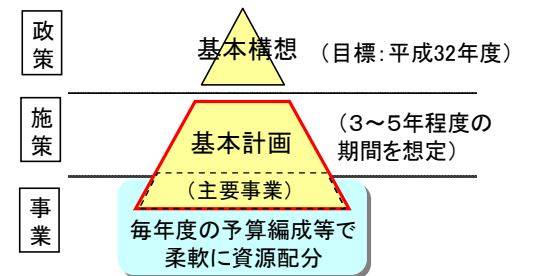 政策
基本構想
（目標：平成32年度）
施策
基本計画
（３～５年程度の
期間を想定）
（主要事業）
事業
毎年度の予算編成等で
柔軟に資源配分